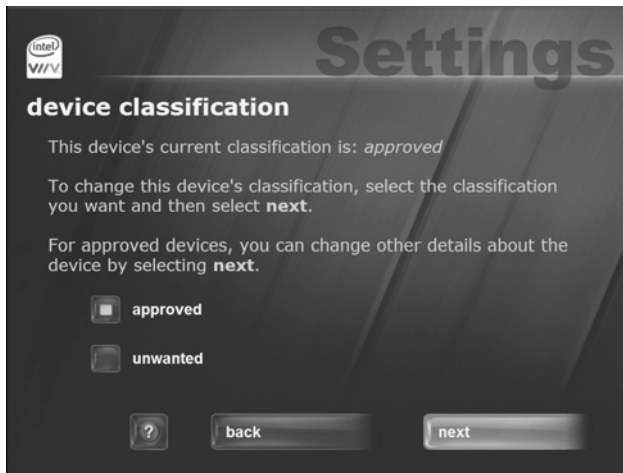 intel
VIIV
Settings
device classification
This device's current classification is: approved
To change this device's classification, select the classification
you want and then select next.
For approved devices, you can change other details about the
device by selecting next.
approved
unwanted
?
back
next